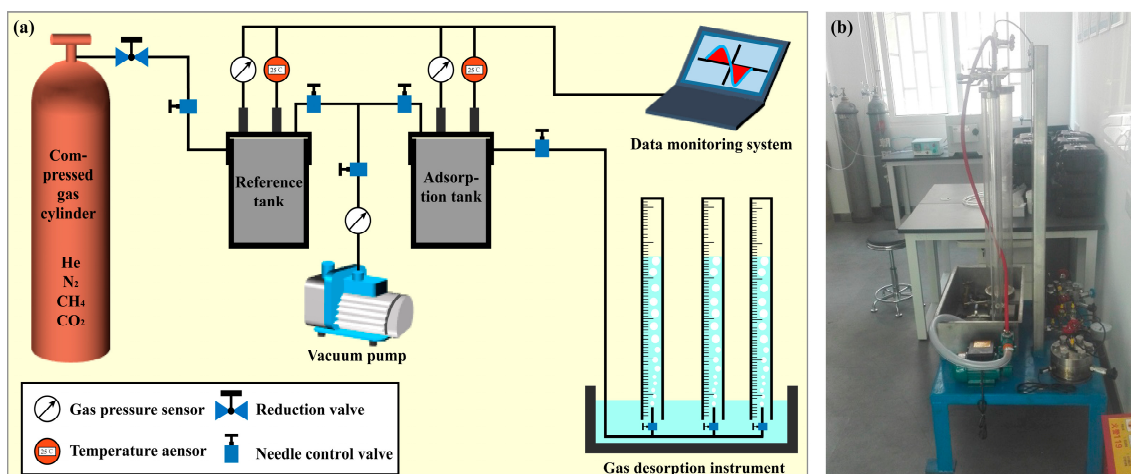 (a)
Com-
pressed
gas
cylinder
He
N₂
CH₄
CO₂
25 C
25 C
Reference
tank
Adsorp-
tion tank
Data monitoring system
Vacuum pump
Gas pressure sensor
Reduction valve
25 C
Temperature aensor
Needle control valve
Gas desorption instrument
(b)